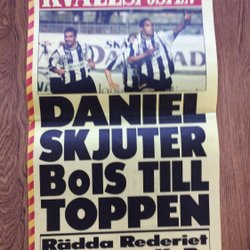 KVÄLLSPOSTEN
DANIEL
SKJUTER
BoIS TILL
TOPPEN
Rädda Rederiet